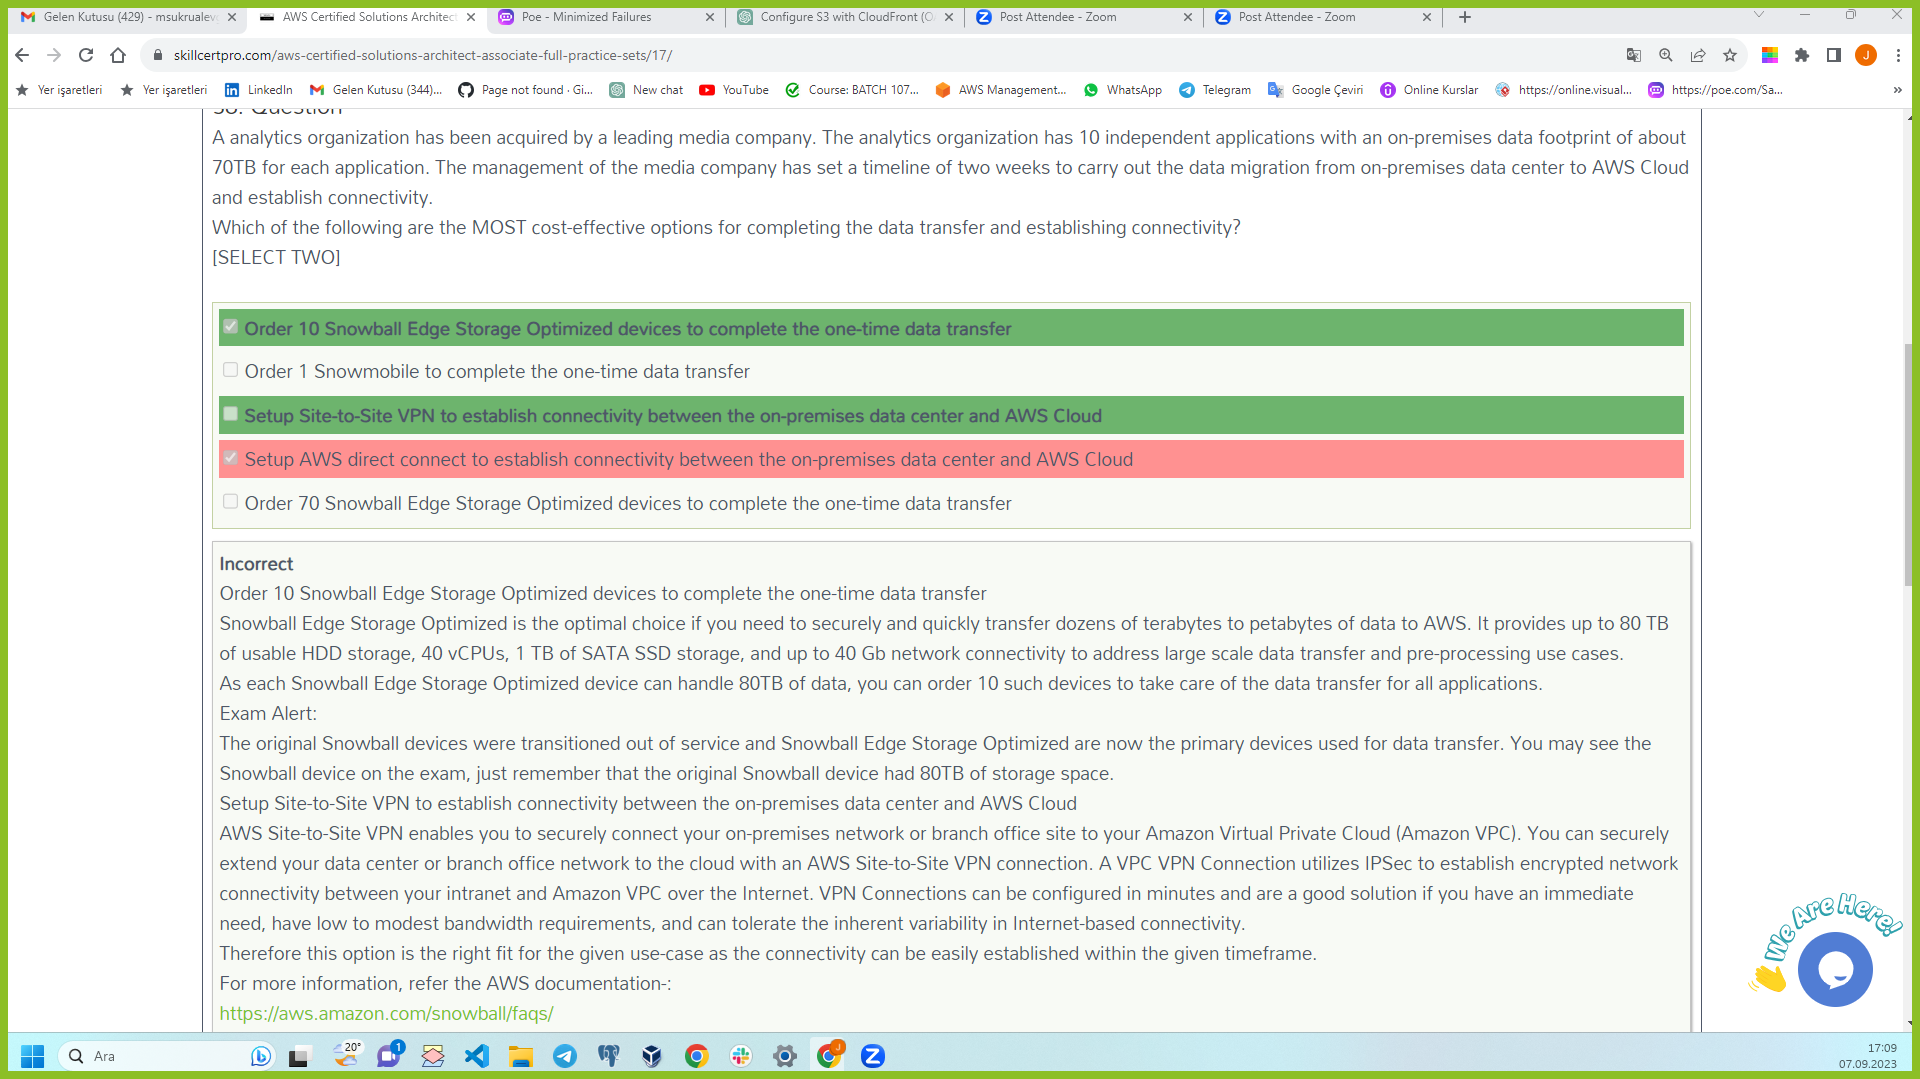 Gelen Kutusu (429) - msukrualev
AWS Certified Solutions Architect
Poe - Minimized Failures
Configure S3 with CloudFront (O
Post Attendee - Zoom
Post Attendee - Zoom
skillcertpro.com/aws-certified-solutions-architect-associate-full-practice-sets/17/
J
Yer işaretleri
Yer işaretleri
LinkedIn
Gelen Kutusu (344)...
Page not found · Gi...
New chat
YouTube
Course: BATCH 107...
AWS Management...
WhatsApp
Telegram
Google Çeviri
Online Kurslar
https://online.visual...
https://poe.com/Sa...
Question
A analytics organization has been acquired by a leading media company. The analytics organization has 10 independent applications with an on-premises data footprint of about
70TB for each application. The management of the media company has set a timeline of two weeks to carry out the data migration from on-premises data center to AWS Cloud
and establish connectivity.
Which of the following are the MOST cost-effective options for completing the data transfer and establishing connectivity?
[SELECT TWO]
Order 10 Snowball Edge Storage Optimized devices to complete the one-time data transfer
Order 1 Snowmobile to complete the one-time data transfer
Setup Site-to-Site VPN to establish connectivity between the on-premises data center and AWS Cloud
Setup AWS direct connect to establish connectivity between the on-premises data center and AWS Cloud
Order 70 Snowball Edge Storage Optimized devices to complete the one-time data transfer
Incorrect
Order 10 Snowball Edge Storage Optimized devices to complete the one-time data transfer
Snowball Edge Storage Optimized is the optimal choice if you need to securely and quickly transfer dozens of terabytes to petabytes of data to AWS. It provides up to 80 TB
of usable HDD storage, 40 vCPUs, 1 TB of SATA SSD storage, and up to 40 Gb network connectivity to address large scale data transfer and pre-processing use cases.
As each Snowball Edge Storage Optimized device can handle 80TB of data, you can order 10 such devices to take care of the data transfer for all applications.
Exam Alert:
The original Snowball devices were transitioned out of service and Snowball Edge Storage Optimized are now the primary devices used for data transfer. You may see the
Snowball device on the exam, just remember that the original Snowball device had 80TB of storage space.
Setup Site-to-Site VPN to establish connectivity between the on-premises data center and AWS Cloud
AWS Site-to-Site VPN enables you to securely connect your on-premises network or branch office site to your Amazon Virtual Private Cloud (Amazon VPC). You can securely
extend your data center or branch office network to the cloud with an AWS Site-to-Site VPN connection. A VPC VPN Connection utilizes IPSec to establish encrypted network
connectivity between your intranet and Amazon VPC over the Internet. VPN Connections can be configured in minutes and are a good solution if you have an immediate
need, have low to modest bandwidth requirements, and can tolerate the inherent variability in Internet-based connectivity.
Therefore this option is the right fit for the given use-case as the connectivity can be easily established within the given timeframe.
For more information, refer the AWS documentation-:
https://aws.amazon.com/snowball/faqs/
We Are Here!
Ara
20°
1
J
17:09
07.09.2023